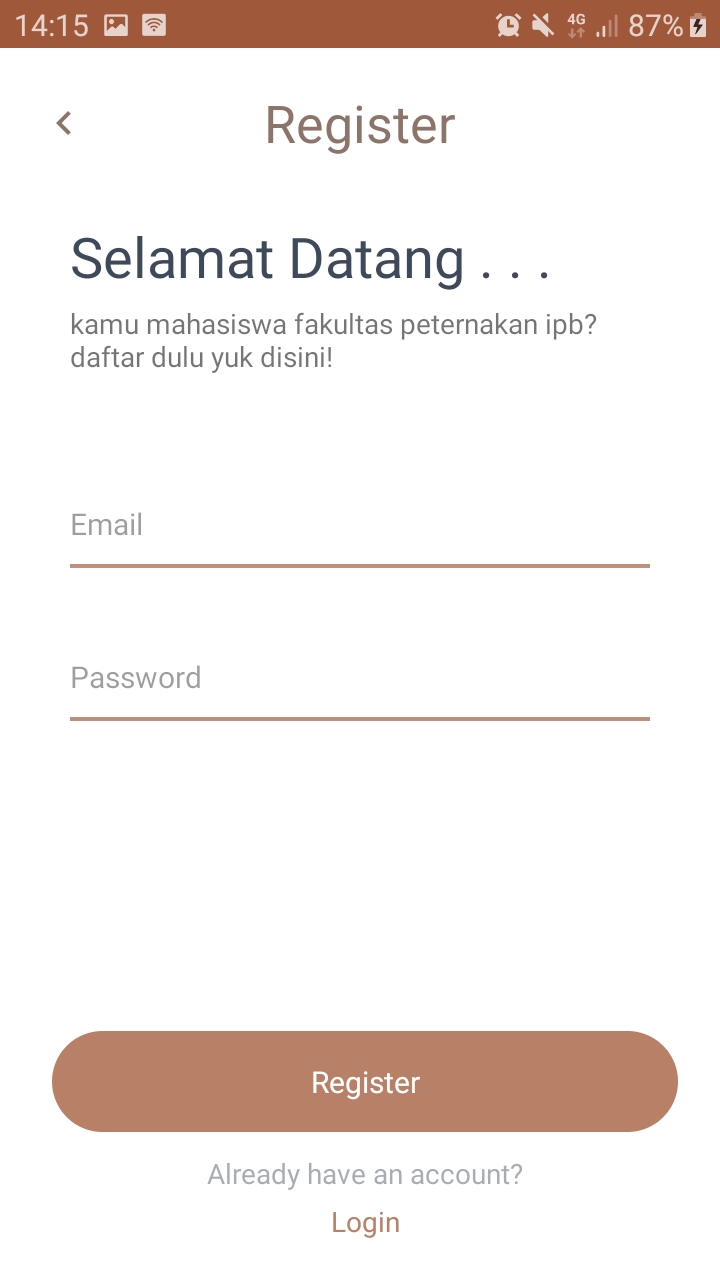 14:15 4G 87%
Register
Selamat Datang . . .
kamu mahasiswa fakultas peternakan ipb?
daftar dulu yuk disini!
Email
Password
Register
Already have an account?
Login